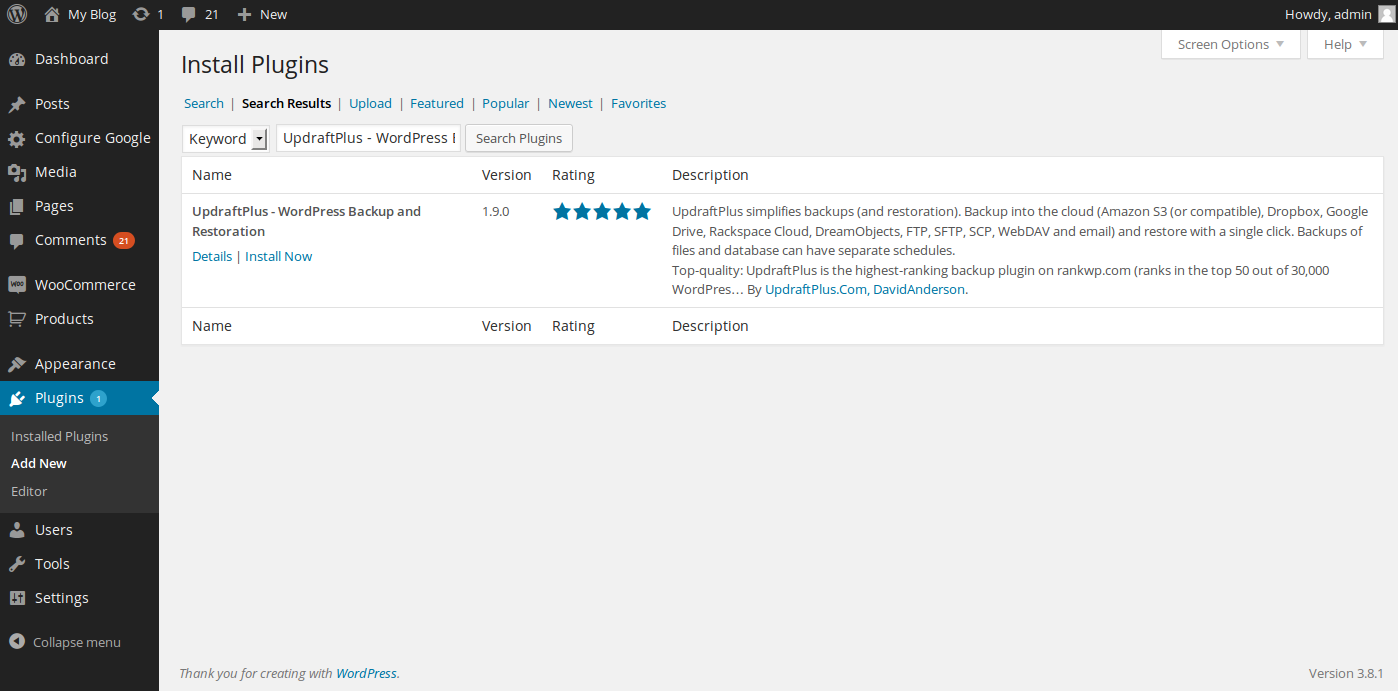 My Blog 1 21 New Howdy, admin
Screen Options Help
Dashboard
Posts
Configure Google
Media
Pages
Comments 21
WooCommerce
Products
Appearance
Plugins 1
Installed Plugins
Add New
Editor
Users
Tools
Settings
Collapse menu
Install Plugins
Search | Search Results | Upload | Featured | Popular | Newest | Favorites
Keyword UpdraftPlus - WordPress Search Plugins
Name Version Rating Description
UpdraftPlus - WordPress Backup and
Restoration
1.9.0
Details | Install Now
UpdraftPlus simplifies backups (and restoration). Backup into the cloud (Amazon S3 (or compatible), Dropbox, Google
Drive, Rackspace Cloud, DreamObjects, FTP, SFTP, SCP, WebDAV and email) and restore with a single click. Backups of
files and database can have separate schedules.
Top-quality: UpdraftPlus is the highest-ranking backup plugin on rankwp.com (ranks in the top 50 out of 30,000
WordPres… By UpdraftPlus.Com, DavidAnderson.
Name Version Rating Description
Thank you for creating with WordPress. Version 3.8.1